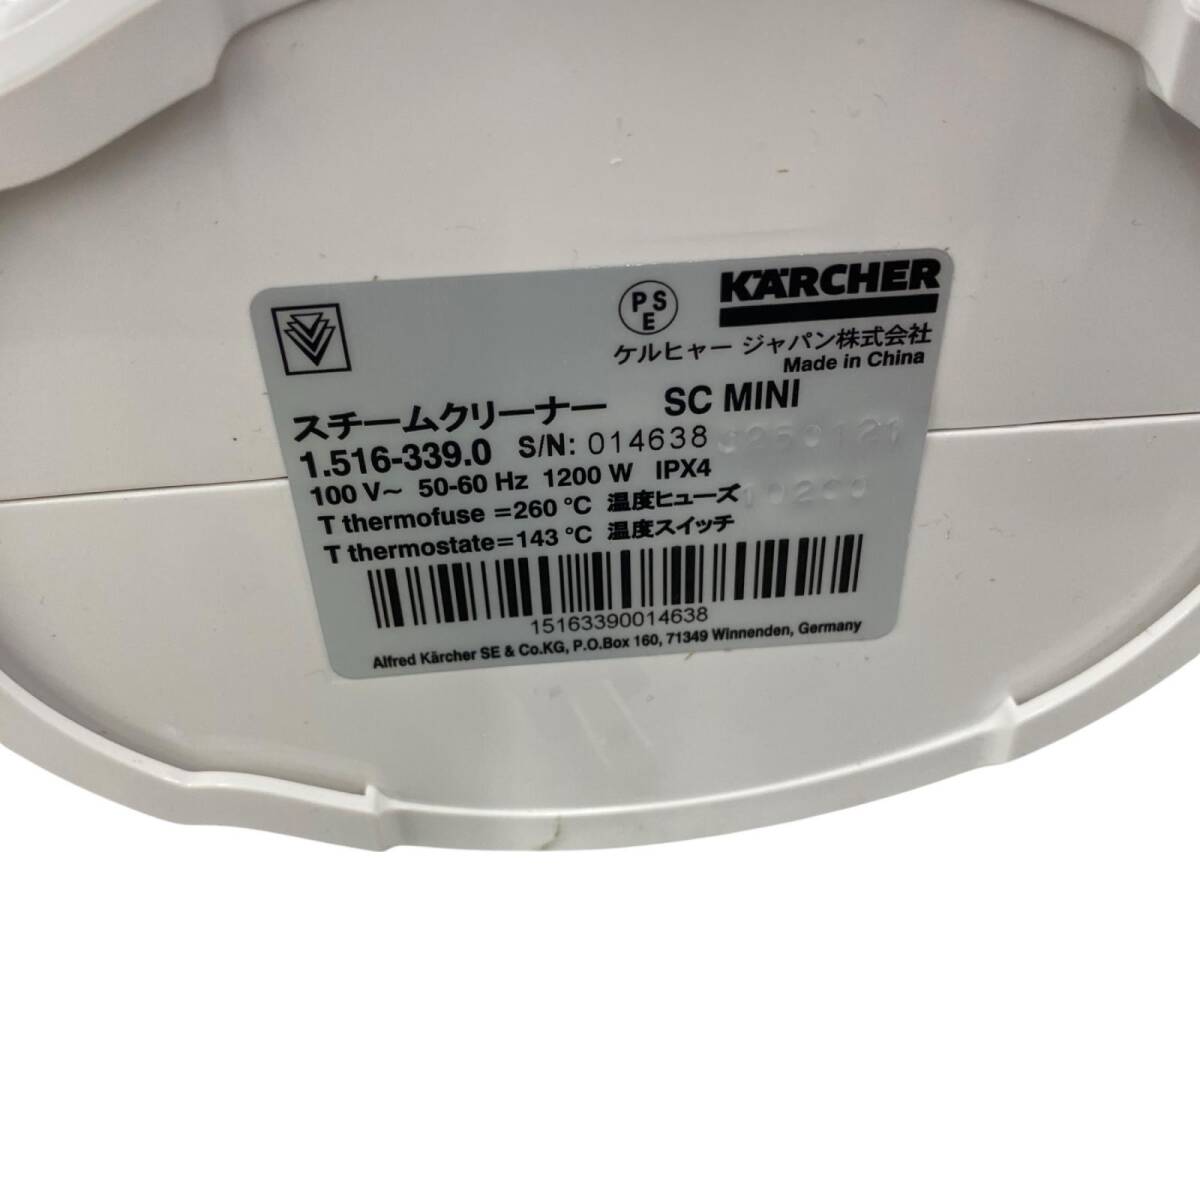 PSE
KÄRCHER
ケルヒャー ジャパン株式会社
Made in China
スチームクリーナー SC MINI
1.516-339.0 S/N: 014638
100 V~ 50-60 Hz 1200 W IPX4
T thermofuse =260 °C 温度ヒューズ
T thermostate=143 °C 温度スイッチ
15163390014638
Alfred Kärcher SE & Co.KG, P.O.Box 160, 71349 Winnenden, Germany